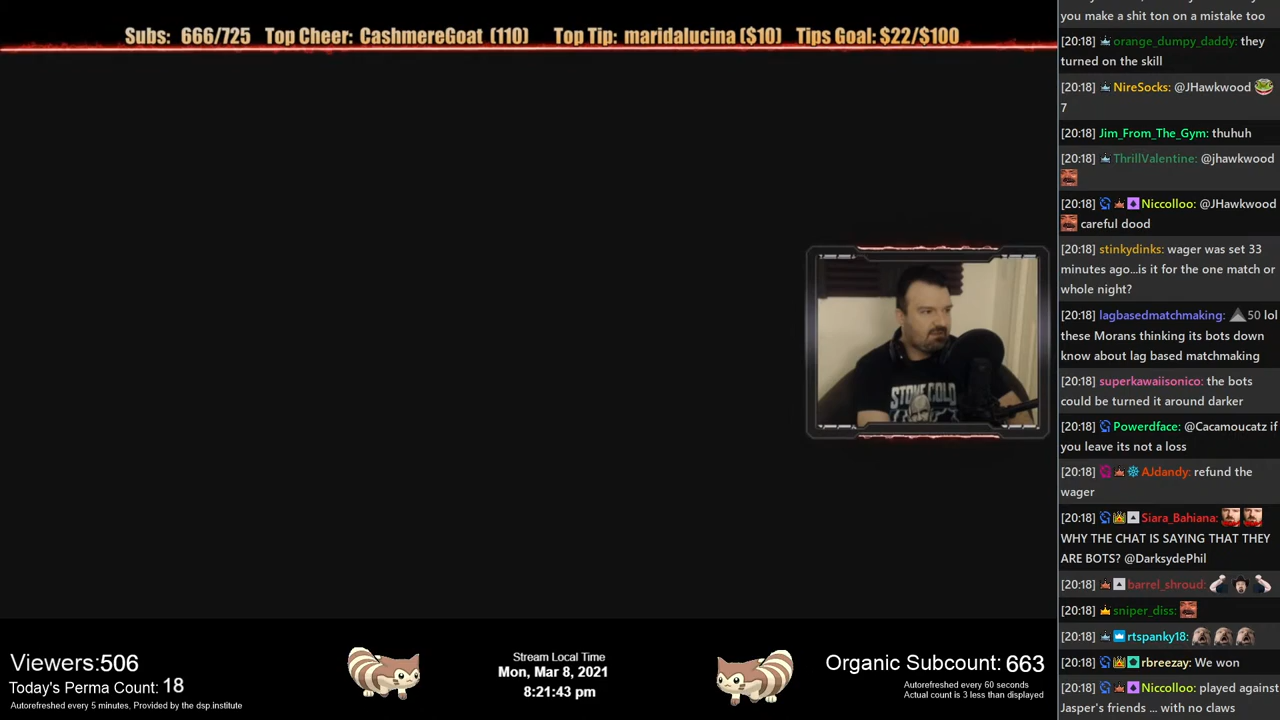 Subs: 666/725 Top Cheer: CashmereGoat (110) Top Tip: maridalucina ($10) Tips Goal: $22/$100
you make a shit ton on a mistake too
[20:18] orange_dumpy_daddy: they
turned on the skill
[20:18] NireSocks: @JHawkwood
7
[20:18] Jim_From_The_Gym: thuhuh
[20:18] ThrillValentine: @jhawkwood
[20:18] Niccolloo: @JHawkwood
careful dood
[20:18] stinkydinks: wager was set 33
minutes ago...is it for the one match or
whole night?
[20:18] lagbasedmatchmaking: 50 lol
these Morans thinking its bots down
know about lag based matchmaking
[20:18] superkawaiisonico: the bots
could be turned it around darker
[20:18] Powerdface: @Cacamoucatz if
you leave its not a loss
[20:18] AJdandy: refund the
wager
[20:18] Siara_Bahiana:
WHY THE CHAT IS SAYING THAT THEY
ARE BOTS? @DarksydePhil
[20:18] barrel_shroud:
[20:18] sniper_diss:
[20:18] rtspanky18:
[20:18] rbreezay: We won
[20:18] Niccolloo: played against
Jasper's friends ... with no claws
STONE COLD
Viewers:506
Today's Perma Count: 18
Autorefreshed every 5 minutes, Provided by the dsp.institute
Stream Local Time
Mon, Mar 8, 2021
8:21:43 pm
Organic Subcount: 663
Autorefreshed every 60 seconds
Actual count is 3 less than displayed